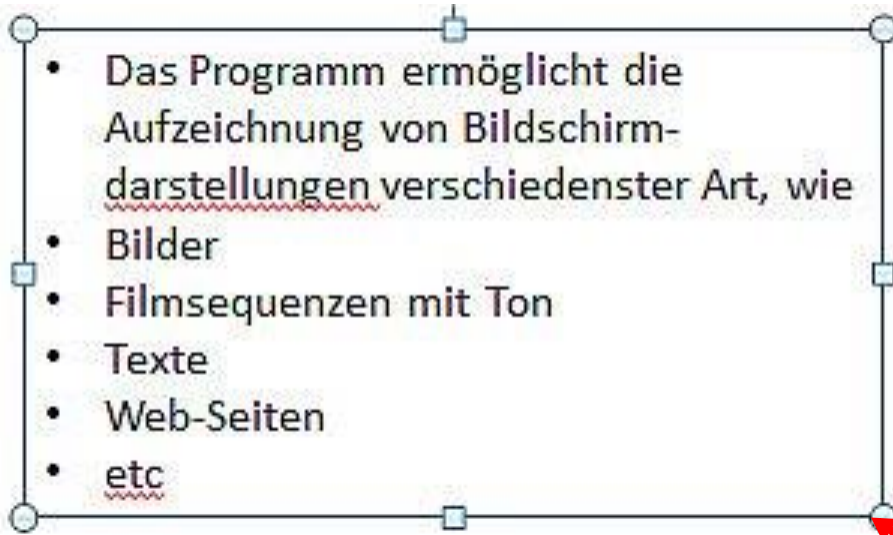 • Das Programm ermöglicht die
Aufzeichnung von Bildschirm-
darstellungen verschiedenster Art, wie
• Bilder
• Filmsequenzen mit Ton
• Texte
• Web-Seiten
• etc